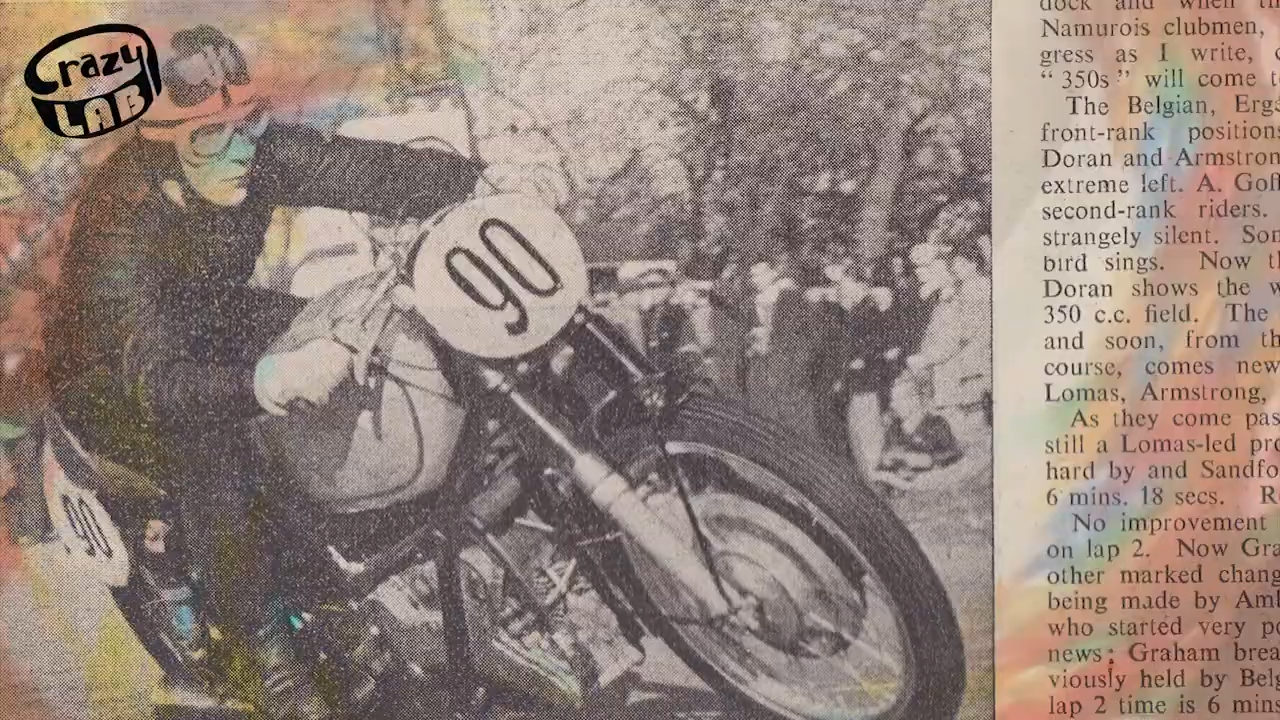 Crazy
LAB
90
90
dock and when
Namurois clubmen,
gress as I write,
“ 350s ” will come
The Belgian,
front-rank positions
Doran and
extreme left. A.
second-rank riders.
strangely silent.
bird sings. Now
Doran shows the
350 c.c. field. The
and soon, from
course, comes
Lomas, Armstrong,
As they come
still a Lomas-led
hard by and
6 mins. 18 secs.
No improvement
on lap 2. Now
other marked
being made by
who started very
news: Graham
viously held by
lap 2 time is 6